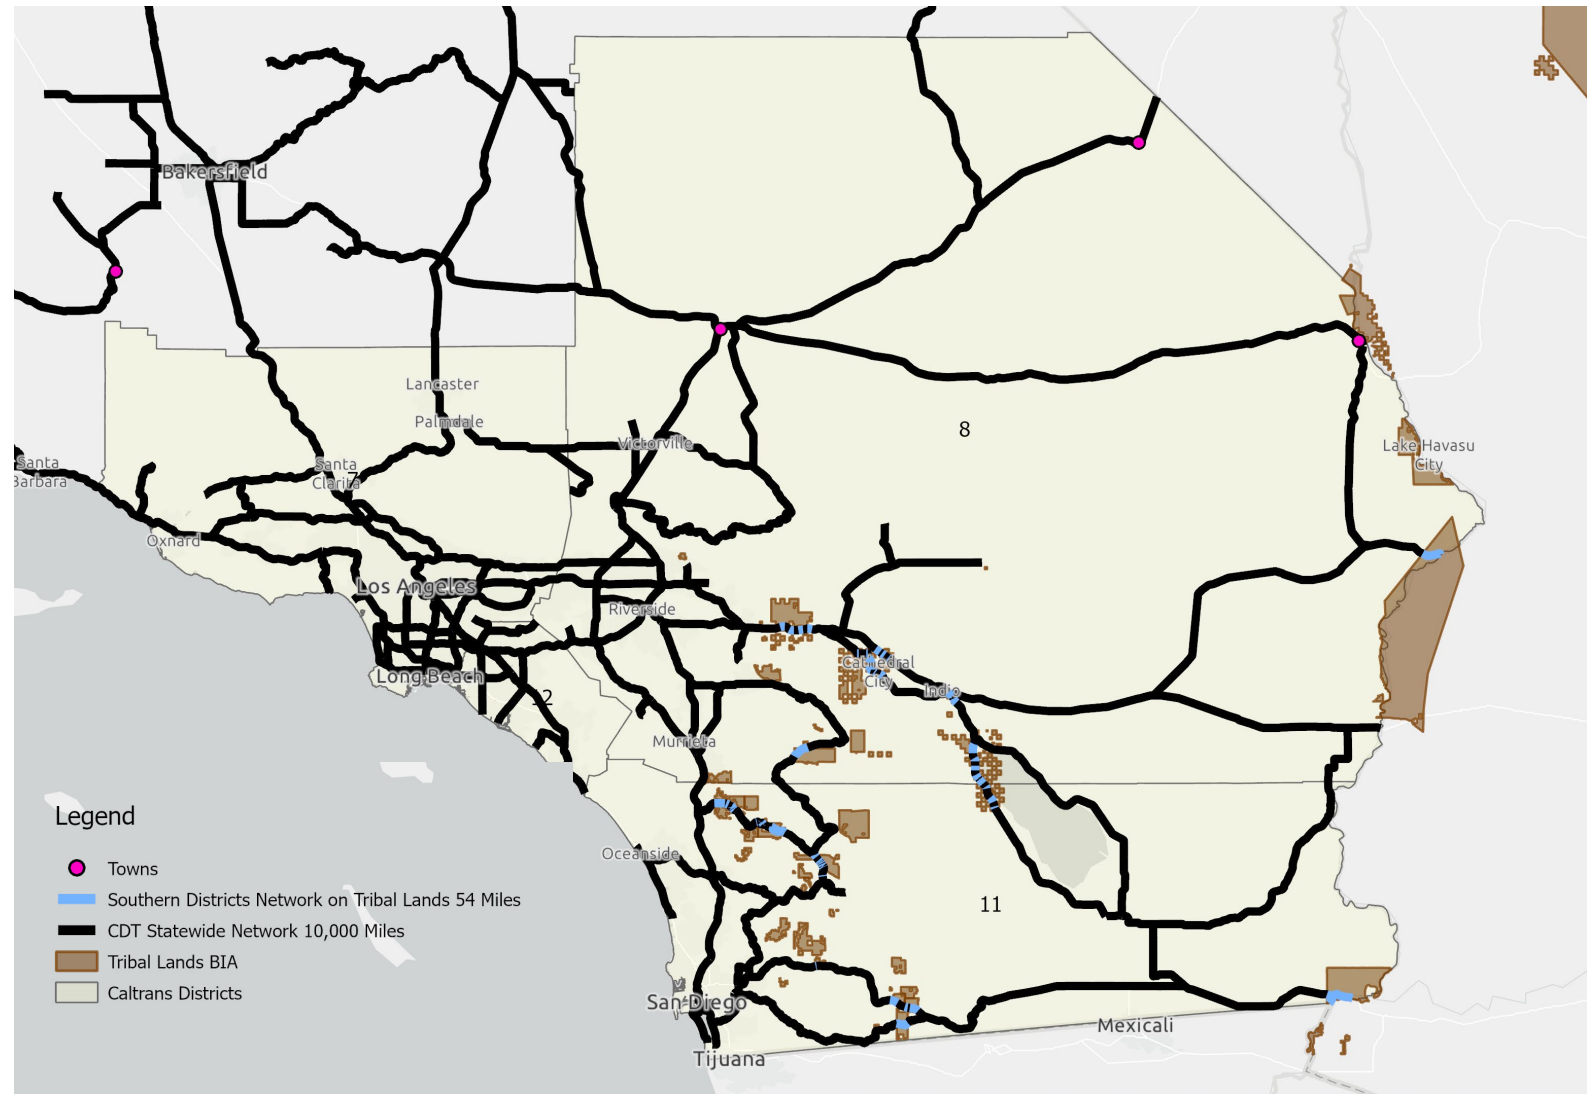 Bakersfield
Lancaster
Palmdale
Victorville
8
Lake Havasu
City
Santa
Barbara
Santa
Clarita
7
Oxnard
Los Angeles
Riverside
Cathedral
City
Long Beach
Indio
12
Murrieta
Legend
Oceanside
Towns
Southern Districts Network on Tribal Lands 54 Miles
11
CDT Statewide Network 10,000 Miles
Tribal Lands BIA
Caltrans Districts
San Diego
Mexicali
Tijuana